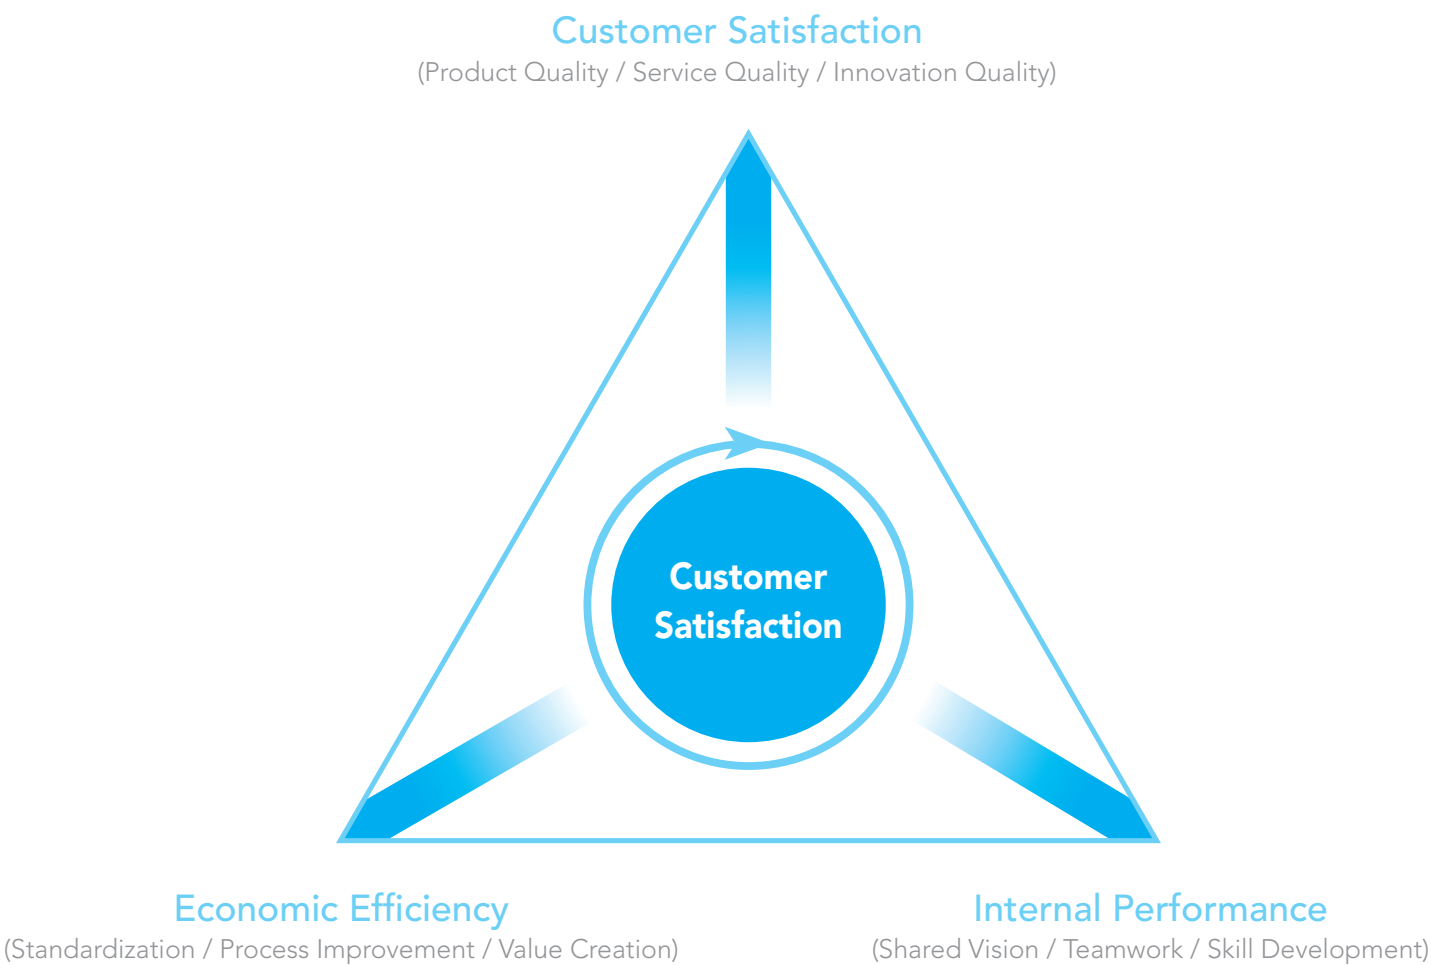 Customer Satisfaction
(Product Quality / Service Quality / Innovation Quality)
Customer
Satisfaction
Economic Efficiency
(Standardization / Process Improvement / Value Creation)
Internal Performance
(Shared Vision / Teamwork / Skill Development)